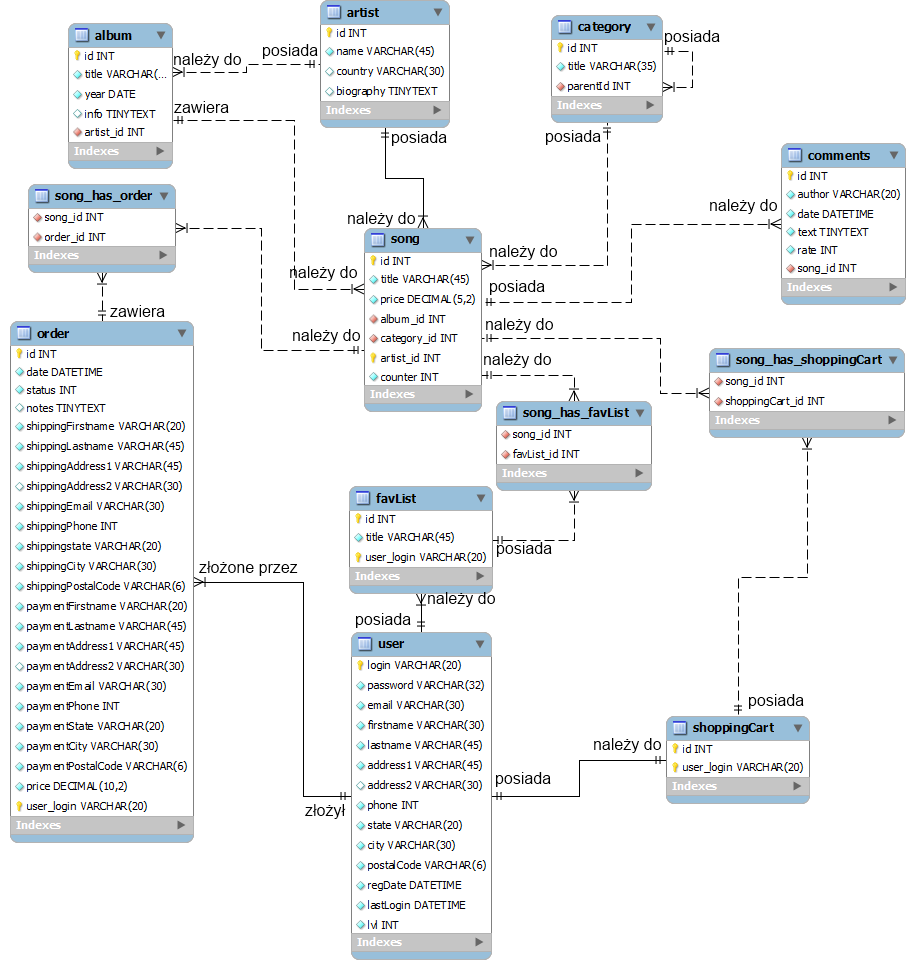 album
id INT
title VARCHAR(...
year DATE
info TINYTEXT
artist_id INT
Indexes
należy do
posiada
zawiera
artist
id INT
name VARCHAR(45)
country VARCHAR(30)
biography TINYTEXT
Indexes
posiada
należy do
category
id INT
title VARCHAR(35)
parentId INT
Indexes
posiada
posiada
należy do
comments
id INT
author VARCHAR(20)
date DATETIME
text TINYTEXT
rate INT
song_id INT
Indexes
należy do
posiada
song_has_order
song_id INT
order_id INT
Indexes
zawiera
należy do
należy do
song
id INT
title VARCHAR(45)
price DECIMAL(5,2)
album_id INT
category_id INT
artist_id INT
counter INT
Indexes
należy do
należy do
song_has_shoppingCart
song_id INT
shoppingCart_id INT
Indexes
song_has_favList
song_id INT
favList_id INT
Indexes
posiada
order
id INT
date DATETIME
status INT
notes TINYTEXT
shippingFirstname VARCHAR(20)
shippingLastname VARCHAR(45)
shippingAddress1 VARCHAR(45)
shippingAddress2 VARCHAR(30)
shippingEmail VARCHAR(30)
shippingPhone INT
shippingstate VARCHAR(20)
shippingCity VARCHAR(30)
shippingPostalCode VARCHAR(6)
paymentFirstname VARCHAR(20)
paymentLastname VARCHAR(45)
paymentAddress1 VARCHAR(45)
paymentAddress2 VARCHAR(30)
paymentEmail VARCHAR(30)
paymentPhone INT
paymentState VARCHAR(20)
paymentCity VARCHAR(30)
paymentPostalCode VARCHAR(6)
price DECIMAL(10,2)
user_login VARCHAR(20)
Indexes
złożone przez
złożył
favList
id INT
title VARCHAR(45)
user_login VARCHAR(20)
Indexes
należy do
posiada
user
login VARCHAR(20)
password VARCHAR(32)
email VARCHAR(30)
firstname VARCHAR(30)
lastname VARCHAR(45)
address1 VARCHAR(45)
address2 VARCHAR(30)
phone INT
state VARCHAR(20)
city VARCHAR(30)
postalCode VARCHAR(6)
regDate DATETIME
lastLogin DATETIME
lvl INT
Indexes
posiada
należy do
posiada
shoppingCart
id INT
user_login VARCHAR(20)
Indexes